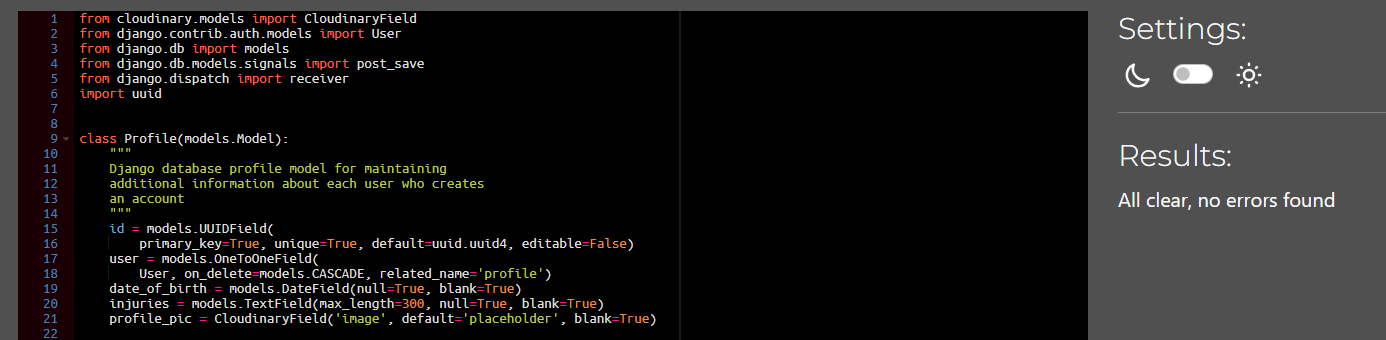 1 from cloudinary.models import CloudinaryField
2 from django.contrib.auth.models import User
3 from django.db import models
4 from django.db.models.signals import post_save
5 from django.dispatch import receiver
6 import uuid
7
8
9 class Profile(models.Model):
10     """
11     Django database profile model for maintaining
12     additional information about each user who creates
13     an account
14     """
15     id = models.UUIDField(
16         primary_key=True, unique=True, default=uuid.uuid4, editable=False)
17     user = models.OneToOneField(
18         User, on_delete=models.CASCADE, related_name='profile')
19     date_of_birth = models.DateField(null=True, blank=True)
20     injuries = models.TextField(max_length=300, null=True, blank=True)
21     profile_pic = CloudinaryField('image', default='placeholder', blank=True)
22
Settings:
Results:
All clear, no errors found